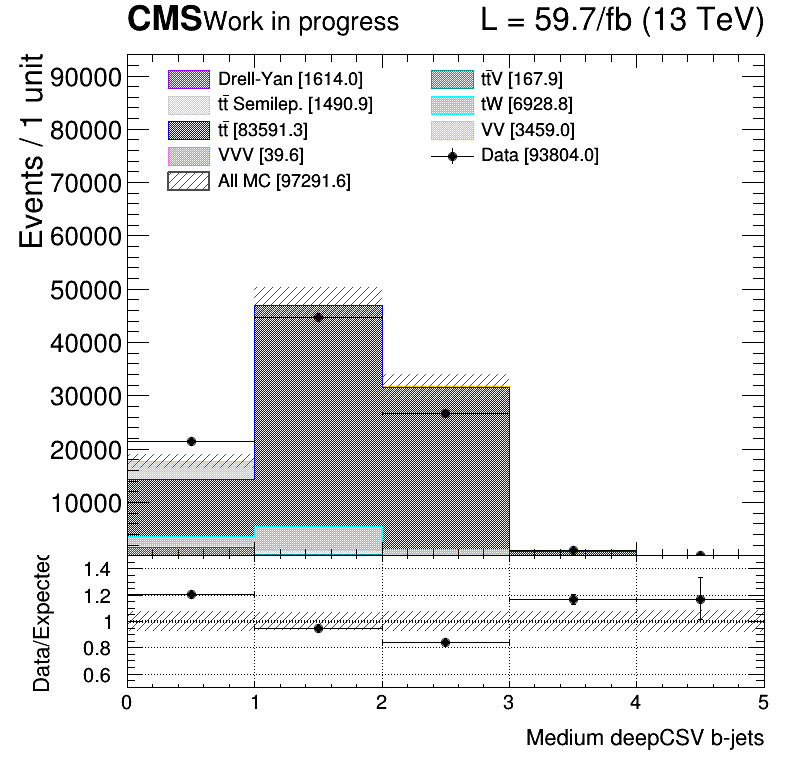 CMS Work in progress L = 59.7/fb (13 TeV)
Events / 1 unit
90000
80000
70000
60000
50000
40000
30000
20000
10000
Drell-Yan [1614.0]
tt̄ Semilep. [1490.9]
tt̄ [83591.3]
VVV [39.6]
All MC [97291.6]
tt̄V [167.9]
tW [6928.8]
VV [3459.0]
Data [93804.0]
Data/Expected
1.4
1.2
1
0.8
0.6
0 1 2 3 4 5
Medium deepCSV b-jets